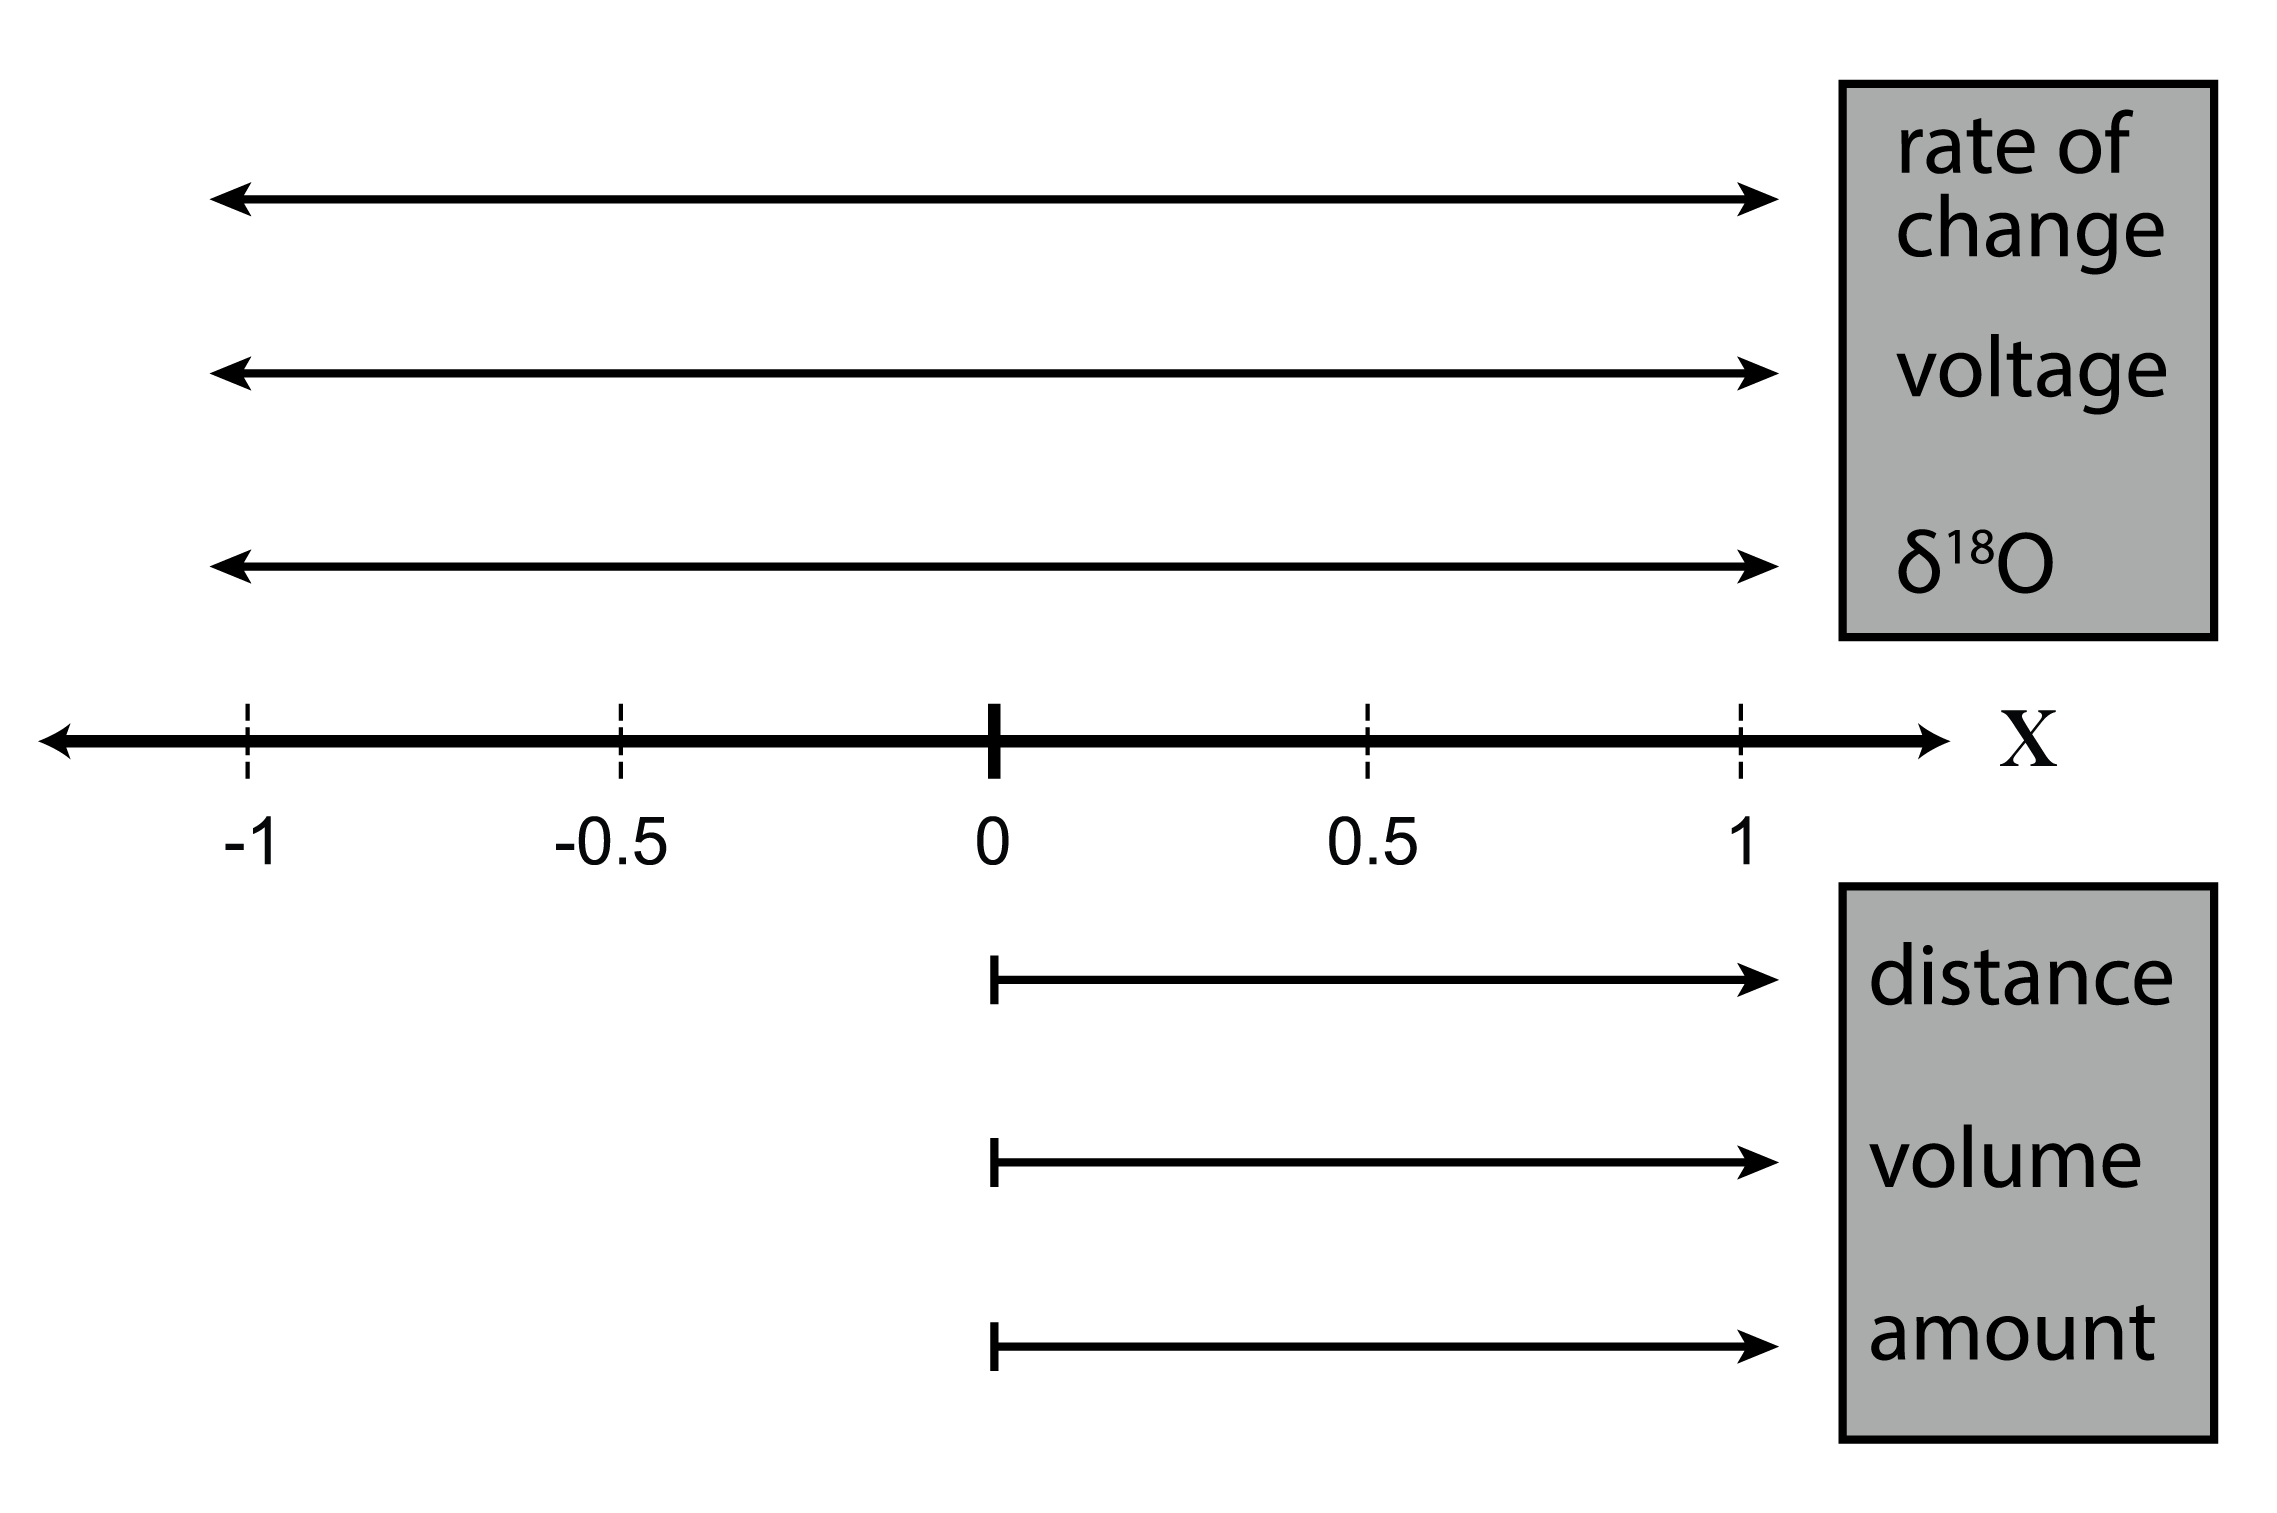 rate of
change
voltage
δ¹⁸O
X
-1 -0.5 0 0.5 1
distance
volume
amount